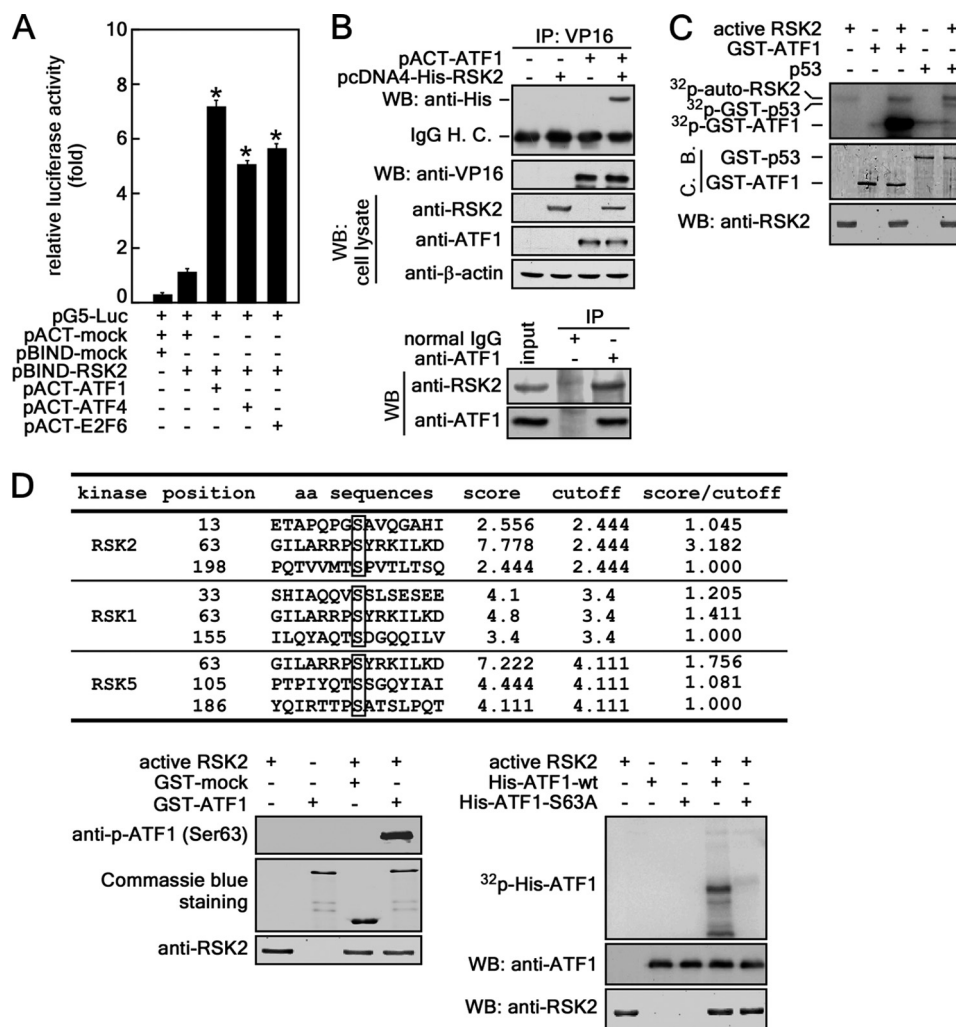 A
relative luciferase activity
(fold)
10
8
6
4
2
0
* * *
pG5-Luc + + + + +
pACT-mock + + - - -
pBIND-mock + - - - -
pBIND-RSK2 - + + + +
pACT-ATF1 - - + - -
pACT-ATF4 - - - + -
pACT-E2F6 - - - - +
B
IP: VP16
pACT-ATF1 - - + +
pcDNA4-His-RSK2 - + - +
WB: anti-His
IgG H. C.
WB: anti-VP16
WB:
cell lysate
anti-RSK2
anti-ATF1
anti-β-actin
input
IP
normal IgG + -
anti-ATF1 - +
WB
anti-RSK2
anti-ATF1
C
active RSK2 + - + - +
GST-ATF1 - + + - -
p53 - - - + +
32p-auto-RSK2
32p-GST-p53
32p-GST-ATF1
C. B.
GST-p53
GST-ATF1
WB: anti-RSK2
D
kinase position aa sequences score cutoff score/cutoff
13 ETAPQPGSAVQGAHI 2.556 2.444 1.045
RSK2 63 GILARRPSYRKILKD 7.778 2.444 3.182
198 PQTVVMTSPVTLTSQ 2.444 2.444 1.000
33 SHIAQQVSSLSESEE 4.1 3.4 1.205
RSK1 63 GILARRPSYRKILKD 4.8 3.4 1.411
155 ILQYAQTSDGQQILV 3.4 3.4 1.000
63 GILARRPSYRKILKD 7.222 4.111 1.756
RSK5 105 PTPIYQTSSGQYIAI 4.444 4.111 1.081
186 YQIRTTPSATSLPQT 4.111 4.111 1.000
active RSK2 + - + +
GST-mock - - + -
GST-ATF1 - + - +
anti-p-ATF1 (Ser63)
Commassie blue
staining
anti-RSK2
active RSK2 + - - + +
His-ATF1-wt - + - + -
His-ATF1-S63A - - + - +
32p-His-ATF1
WB: anti-ATF1
WB: anti-RSK2